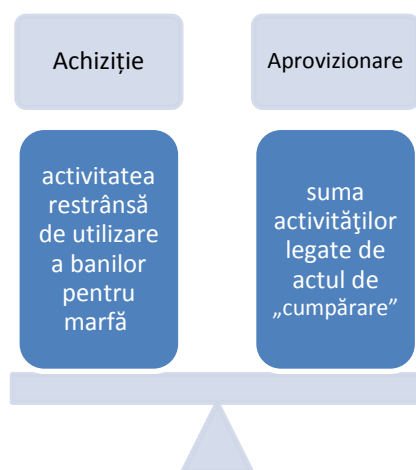 Achiziție
Aprovizionare
activitatea
restrânsă
de utilizare
a banilor
pentru
marfă
suma
activităţilor
legate de
actul de
„cumpărare”